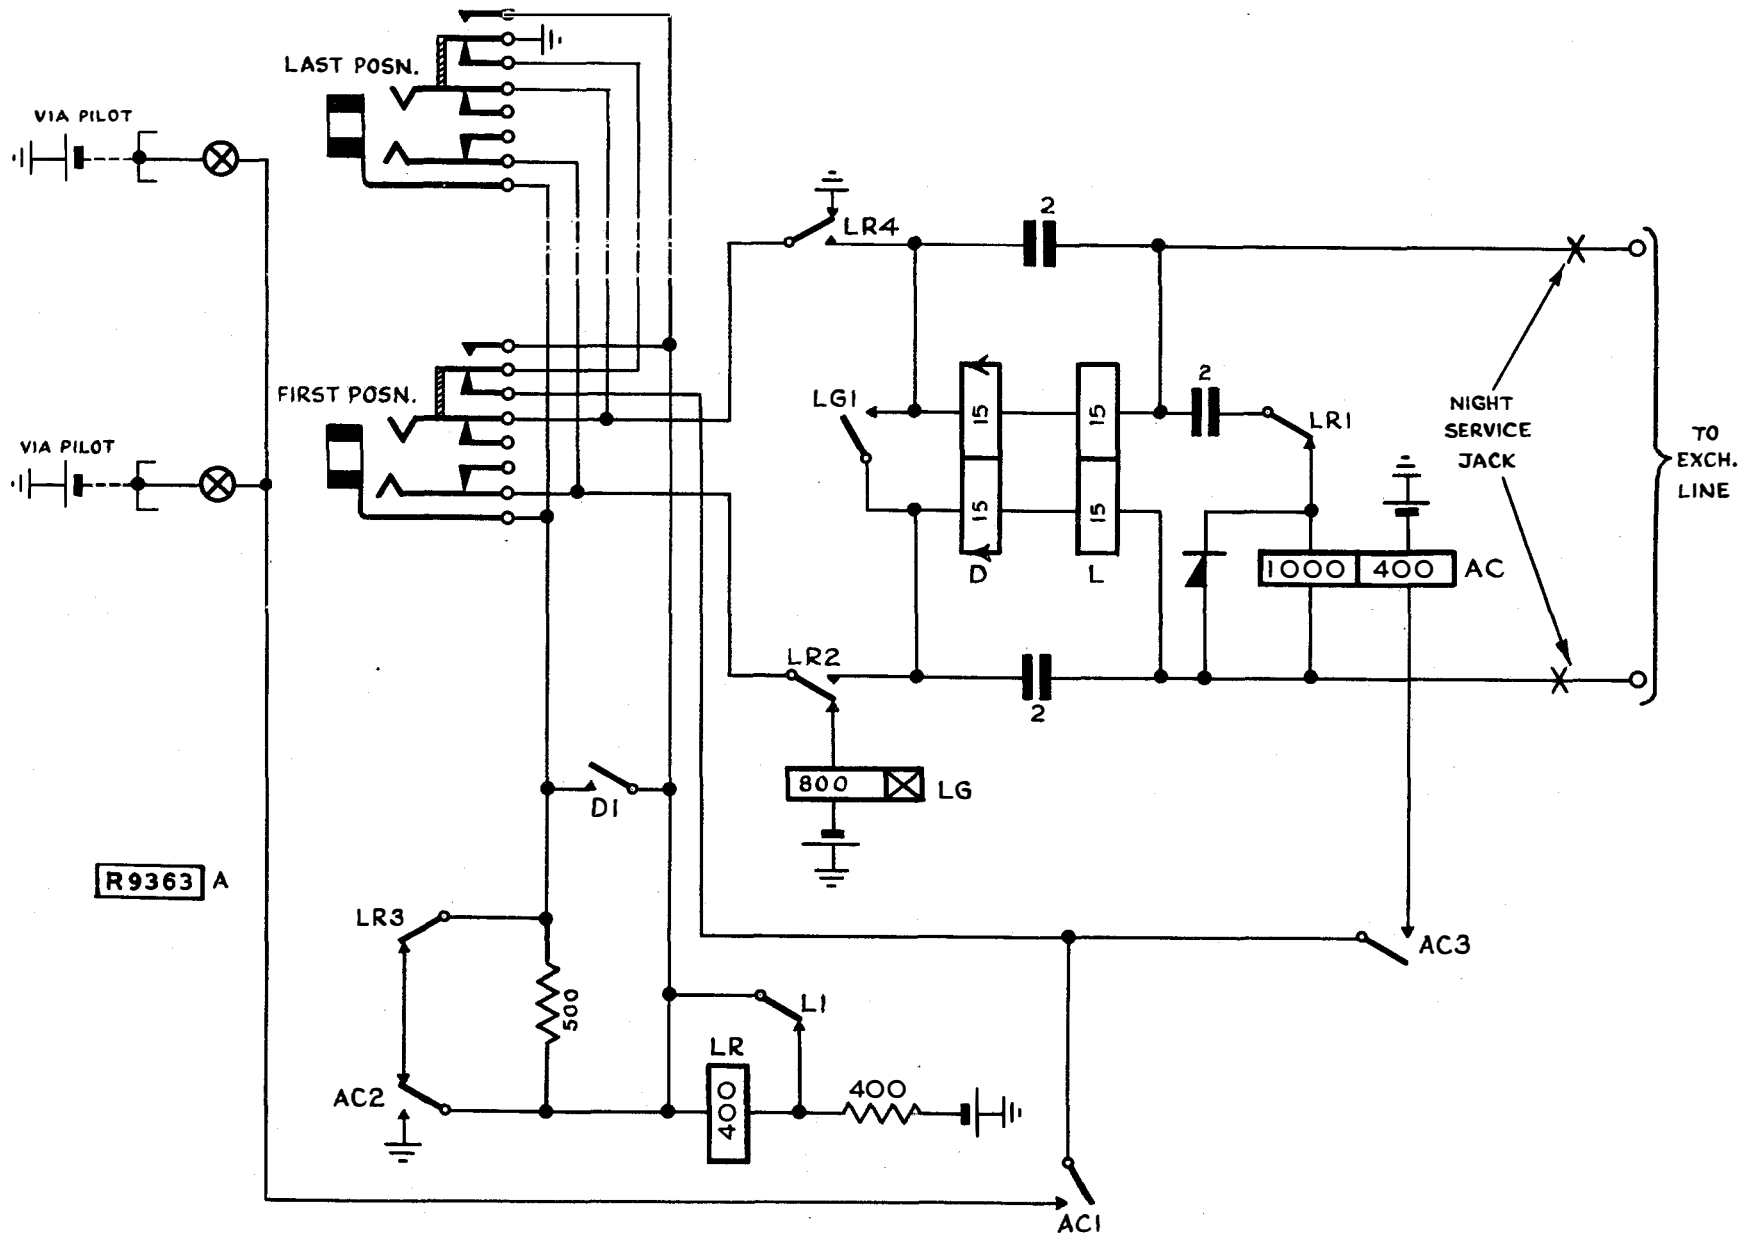 LAST POSN.
VIA PILOT
LR4
2
FIRST POSN.
VIA PILOT
LG1
15
15
2
LR1
NIGHT
SERVICE
JACK
TO
EXCH.
LINE
15
15
D
L
1000
400
AC
LR2
2
800
LG
D1
R9363 A
LR3
AC3
500
L1
LR
400
400
AC2
AC1